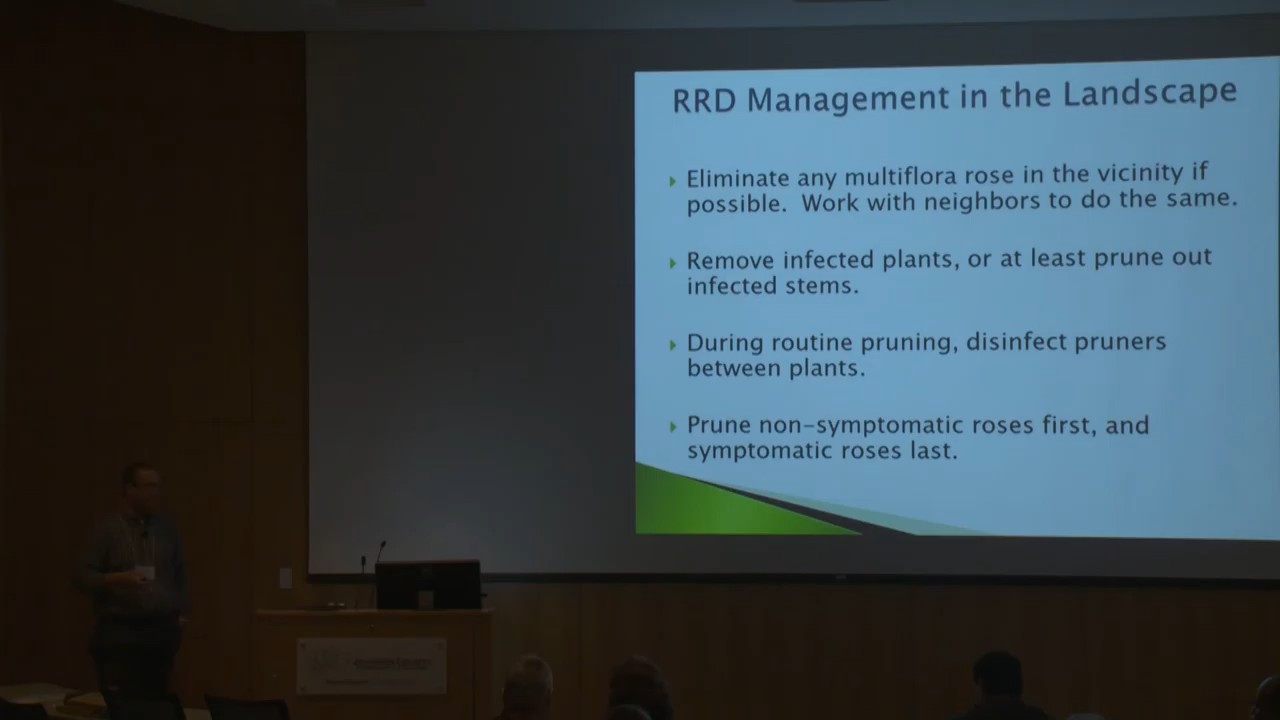 RRD Management in the Landscape
Eliminate any multiflora rose in the vicinity if
possible. Work with neighbors to do the same.
Remove infected plants, or at least prune out
infected stems.
During routine pruning, disinfect pruners
between plants.
Prune non-symptomatic roses first, and
symptomatic roses last.